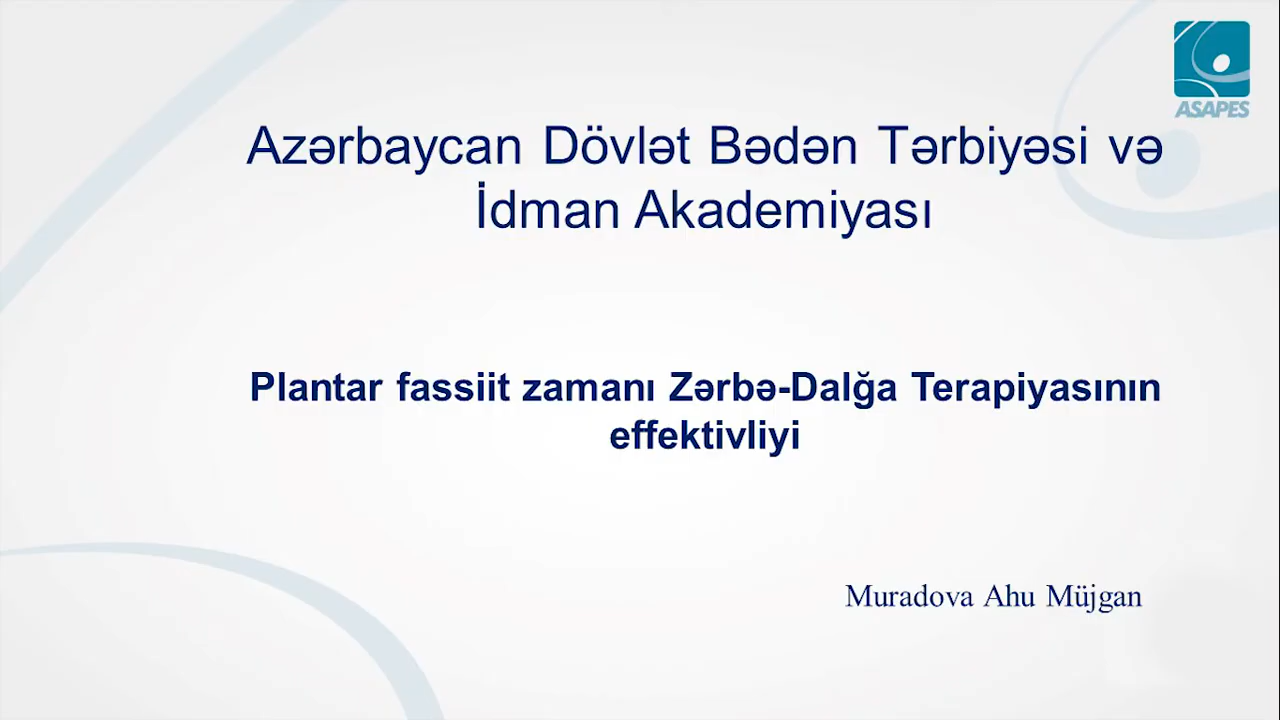 ASAPES
Azərbaycan Dövlət Bədən Tərbiyəsi və
İdman Akademiyası
Plantar fassiit zamanı Zərbə-Dalğa Terapiyasının
effektivliyi
Muradova Ahu Müjgan